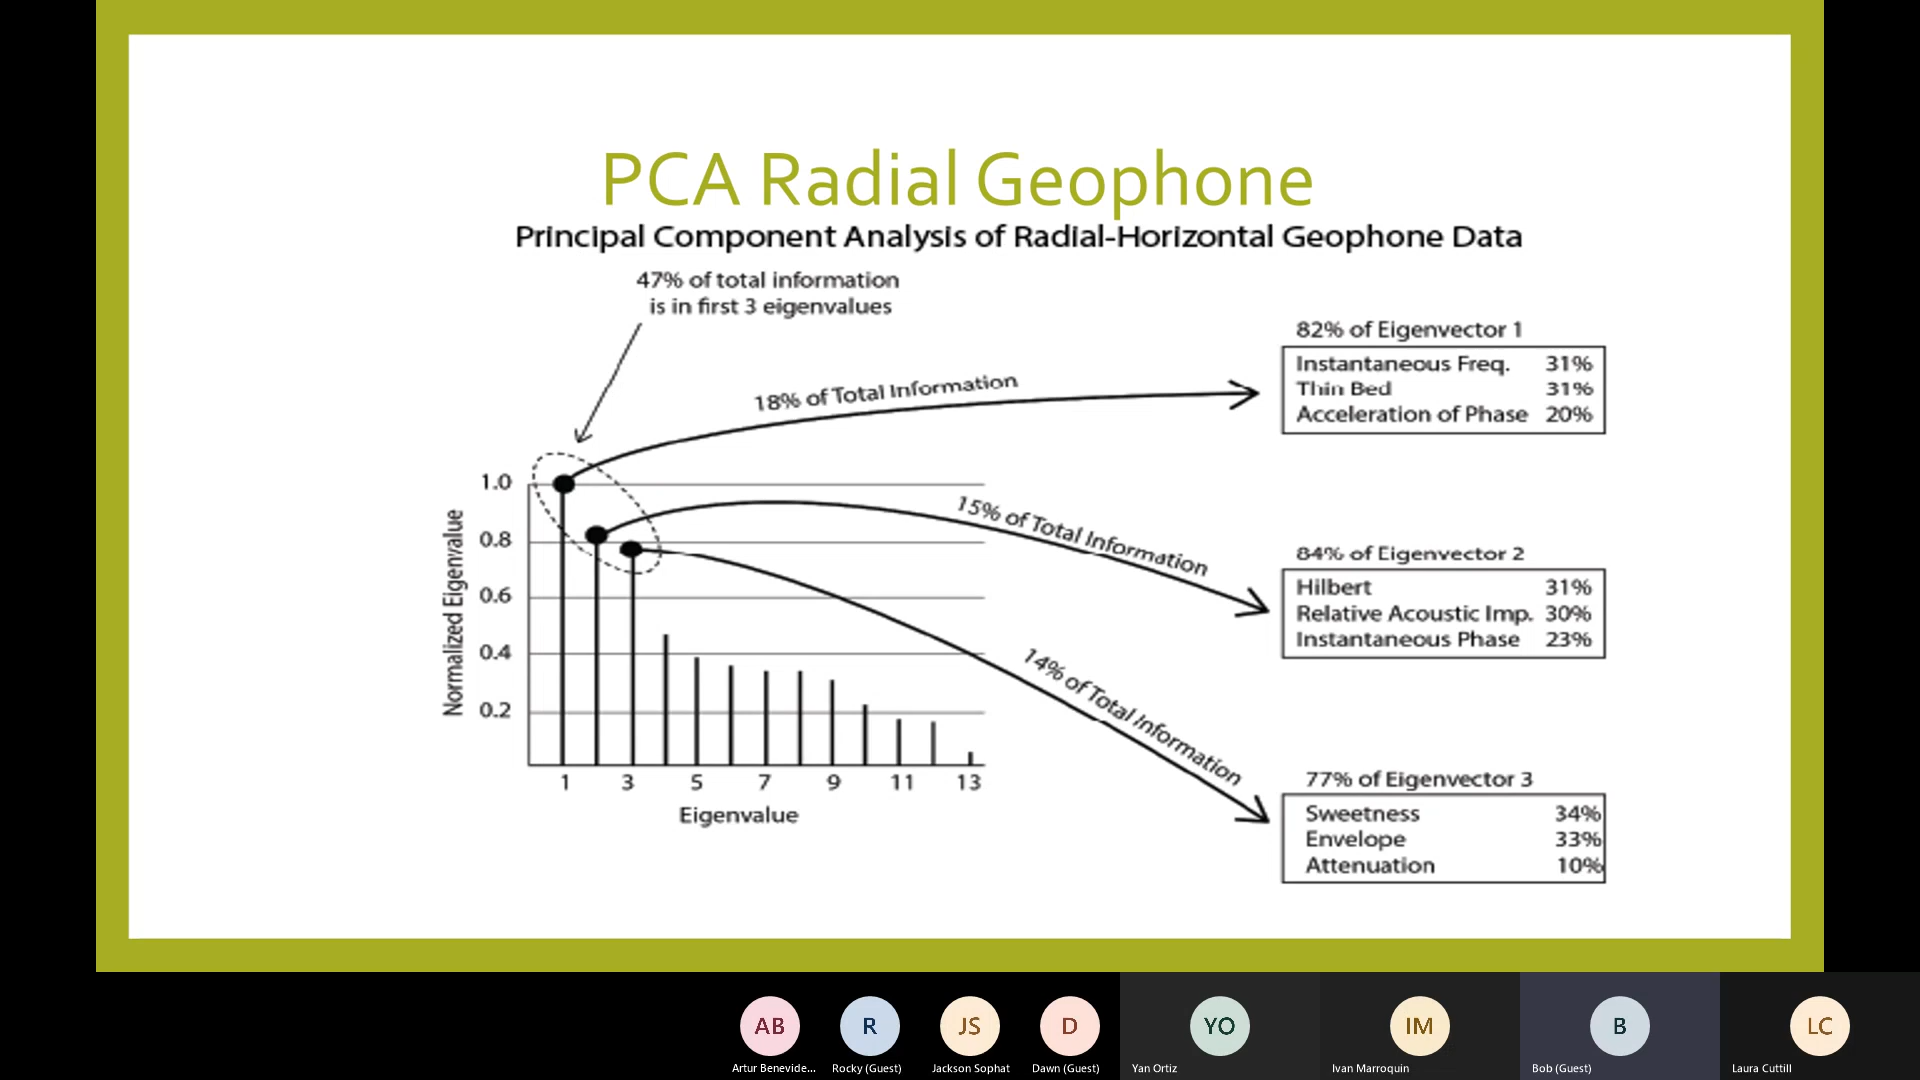 PCA Radial Geophone
Principal Component Analysis of Radial-Horizontal Geophone Data
47% of total information
is in first 3 eigenvalues
18% of Total Information
15% of Total Information
14% of Total Information
82% of Eigenvector 1
Instantaneous Freq. 31%
Thin Bed 31%
Acceleration of Phase 20%
84% of Eigenvector 2
Hilbert 31%
Relative Acoustic Imp. 30%
Instantaneous Phase 23%
77% of Eigenvector 3
Sweetness 34%
Envelope 33%
Attenuation 10%
Normalized Eigenvalue
1.0
0.8
0.6
0.4
0.2
1 3 5 7 9 11 13
Eigenvalue
AB R JS D YO IM B LC
Artur Benevide... Rocky (Guest) Jackson Sophat Dawn (Guest) Yan Ortiz Ivan Marroquin Bob (Guest) Laura Cuttill